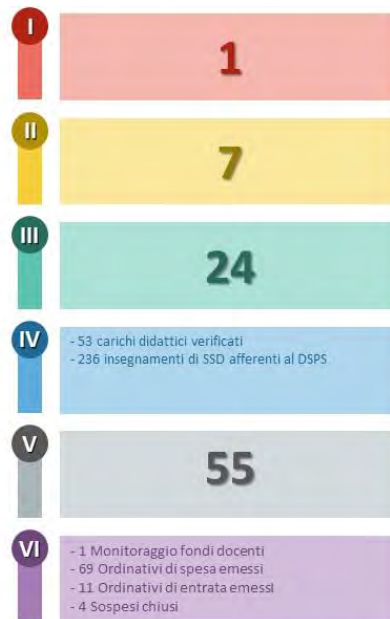 I
1
II
7
III
24
IV
- 53 carichi didattici verificati
- 236 insegnamenti di SSD afferenti al DSPS
V
55
VI
- 1 Monitoraggio fondi docenti
- 69 Ordinativi di spesa emessi
- 11 Ordinativi di entrata emessi
- 4 Sospesi chiusi